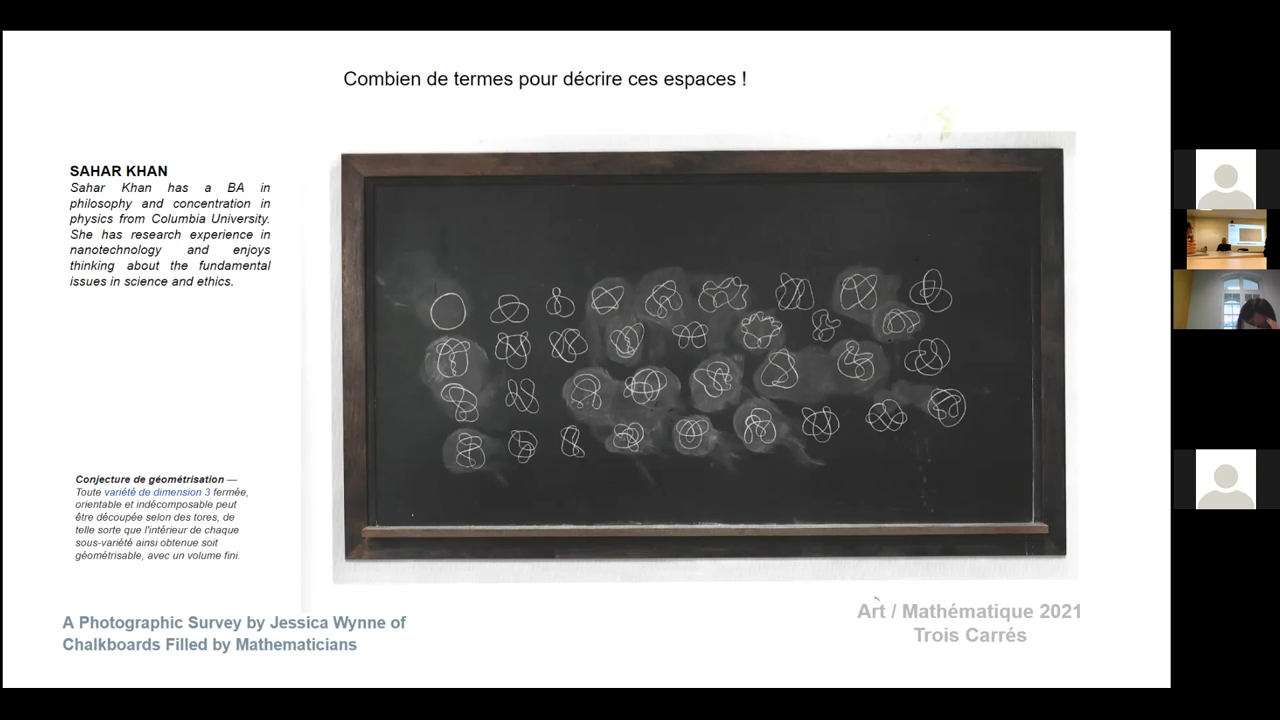 Combien de termes pour décrire ces espaces !
SAHAR KHAN
Sahar Khan has a BA in
philosophy and concentration in
physics from Columbia University.
She has research experience in
nanotechnology and enjoys
thinking about the fundamental
issues in science and ethics.
Conjecture de géométrisation —
Toute variété de dimension 3 fermée,
orientable et indécomposable peut
être découpée selon des tores, de
telle sorte que l'intérieur de chaque
sous-variété ainsi obtenue soit
géométrisable, avec un volume fini.
A Photographic Survey by Jessica Wynne of
Chalkboards Filled by Mathematicians
Art / Mathématique 2021
Trois Carrés